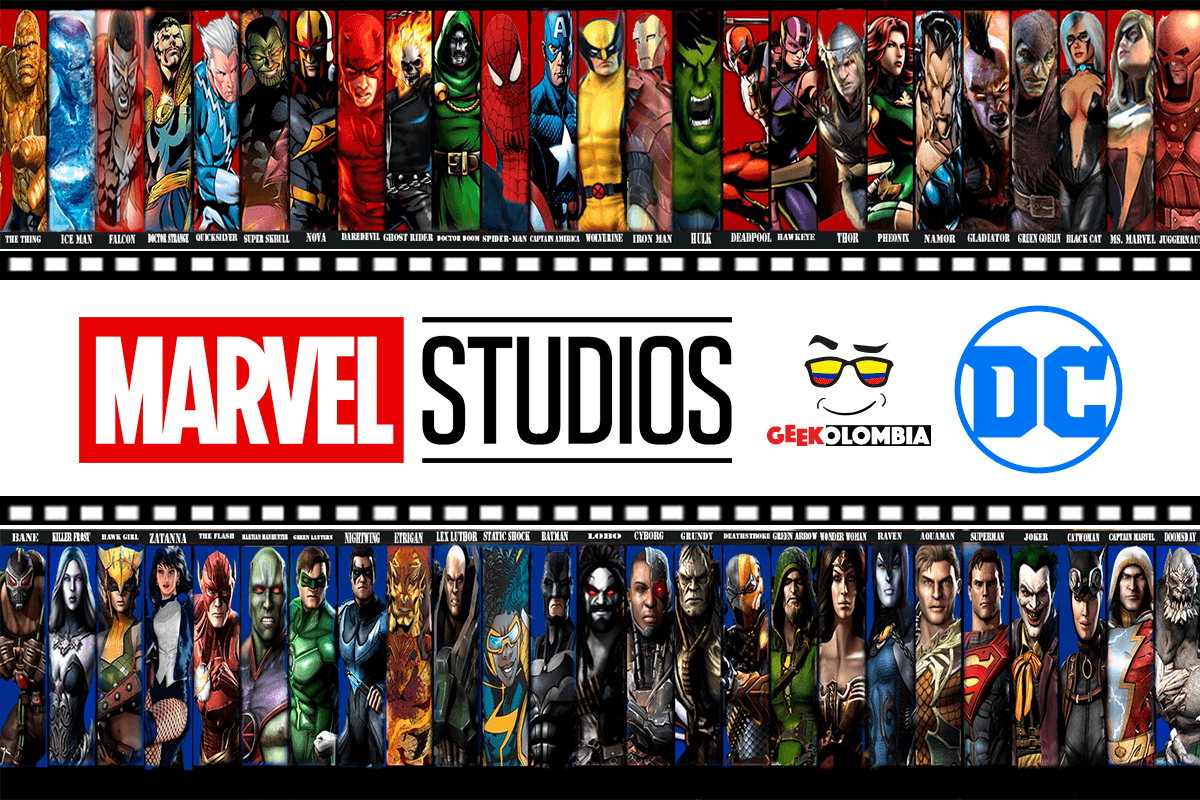 THE THING ICE MAN FALCON DOCTOR STRANGE QUICKSILVER SUPER SKRULL NOVA DAREDEVIL GHOST RIDER DOCTOR DOOM SPIDER-MAN CAPTAIN AMERICA WOLVERINE IRON MAN HULK DEADPOOL HAWKEYE THOR PHEONIX NAMOR GLADIATOR GREEN GOBLIN BLACK CAT MS. MARVEL JUGGERNAUT
MARVEL STUDIOS GEEKOLOMBIA DC
BANE KILLER FROST HAWK GIRL ZATANNA THE FLASH MARTIAN MANHUNTER GREEN LANTERN NIGHTWING ETRIGAN LEX LUTHOR STATIC SHOCK BATMAN LOBO CYBORG GRUNDY DEATHSTROKE GREEN ARROW WONDER WOMAN RAVEN AQUAMAN SUPERMAN JOKER CATWOMAN CAPTAIN MARVEL DOOMSDAY